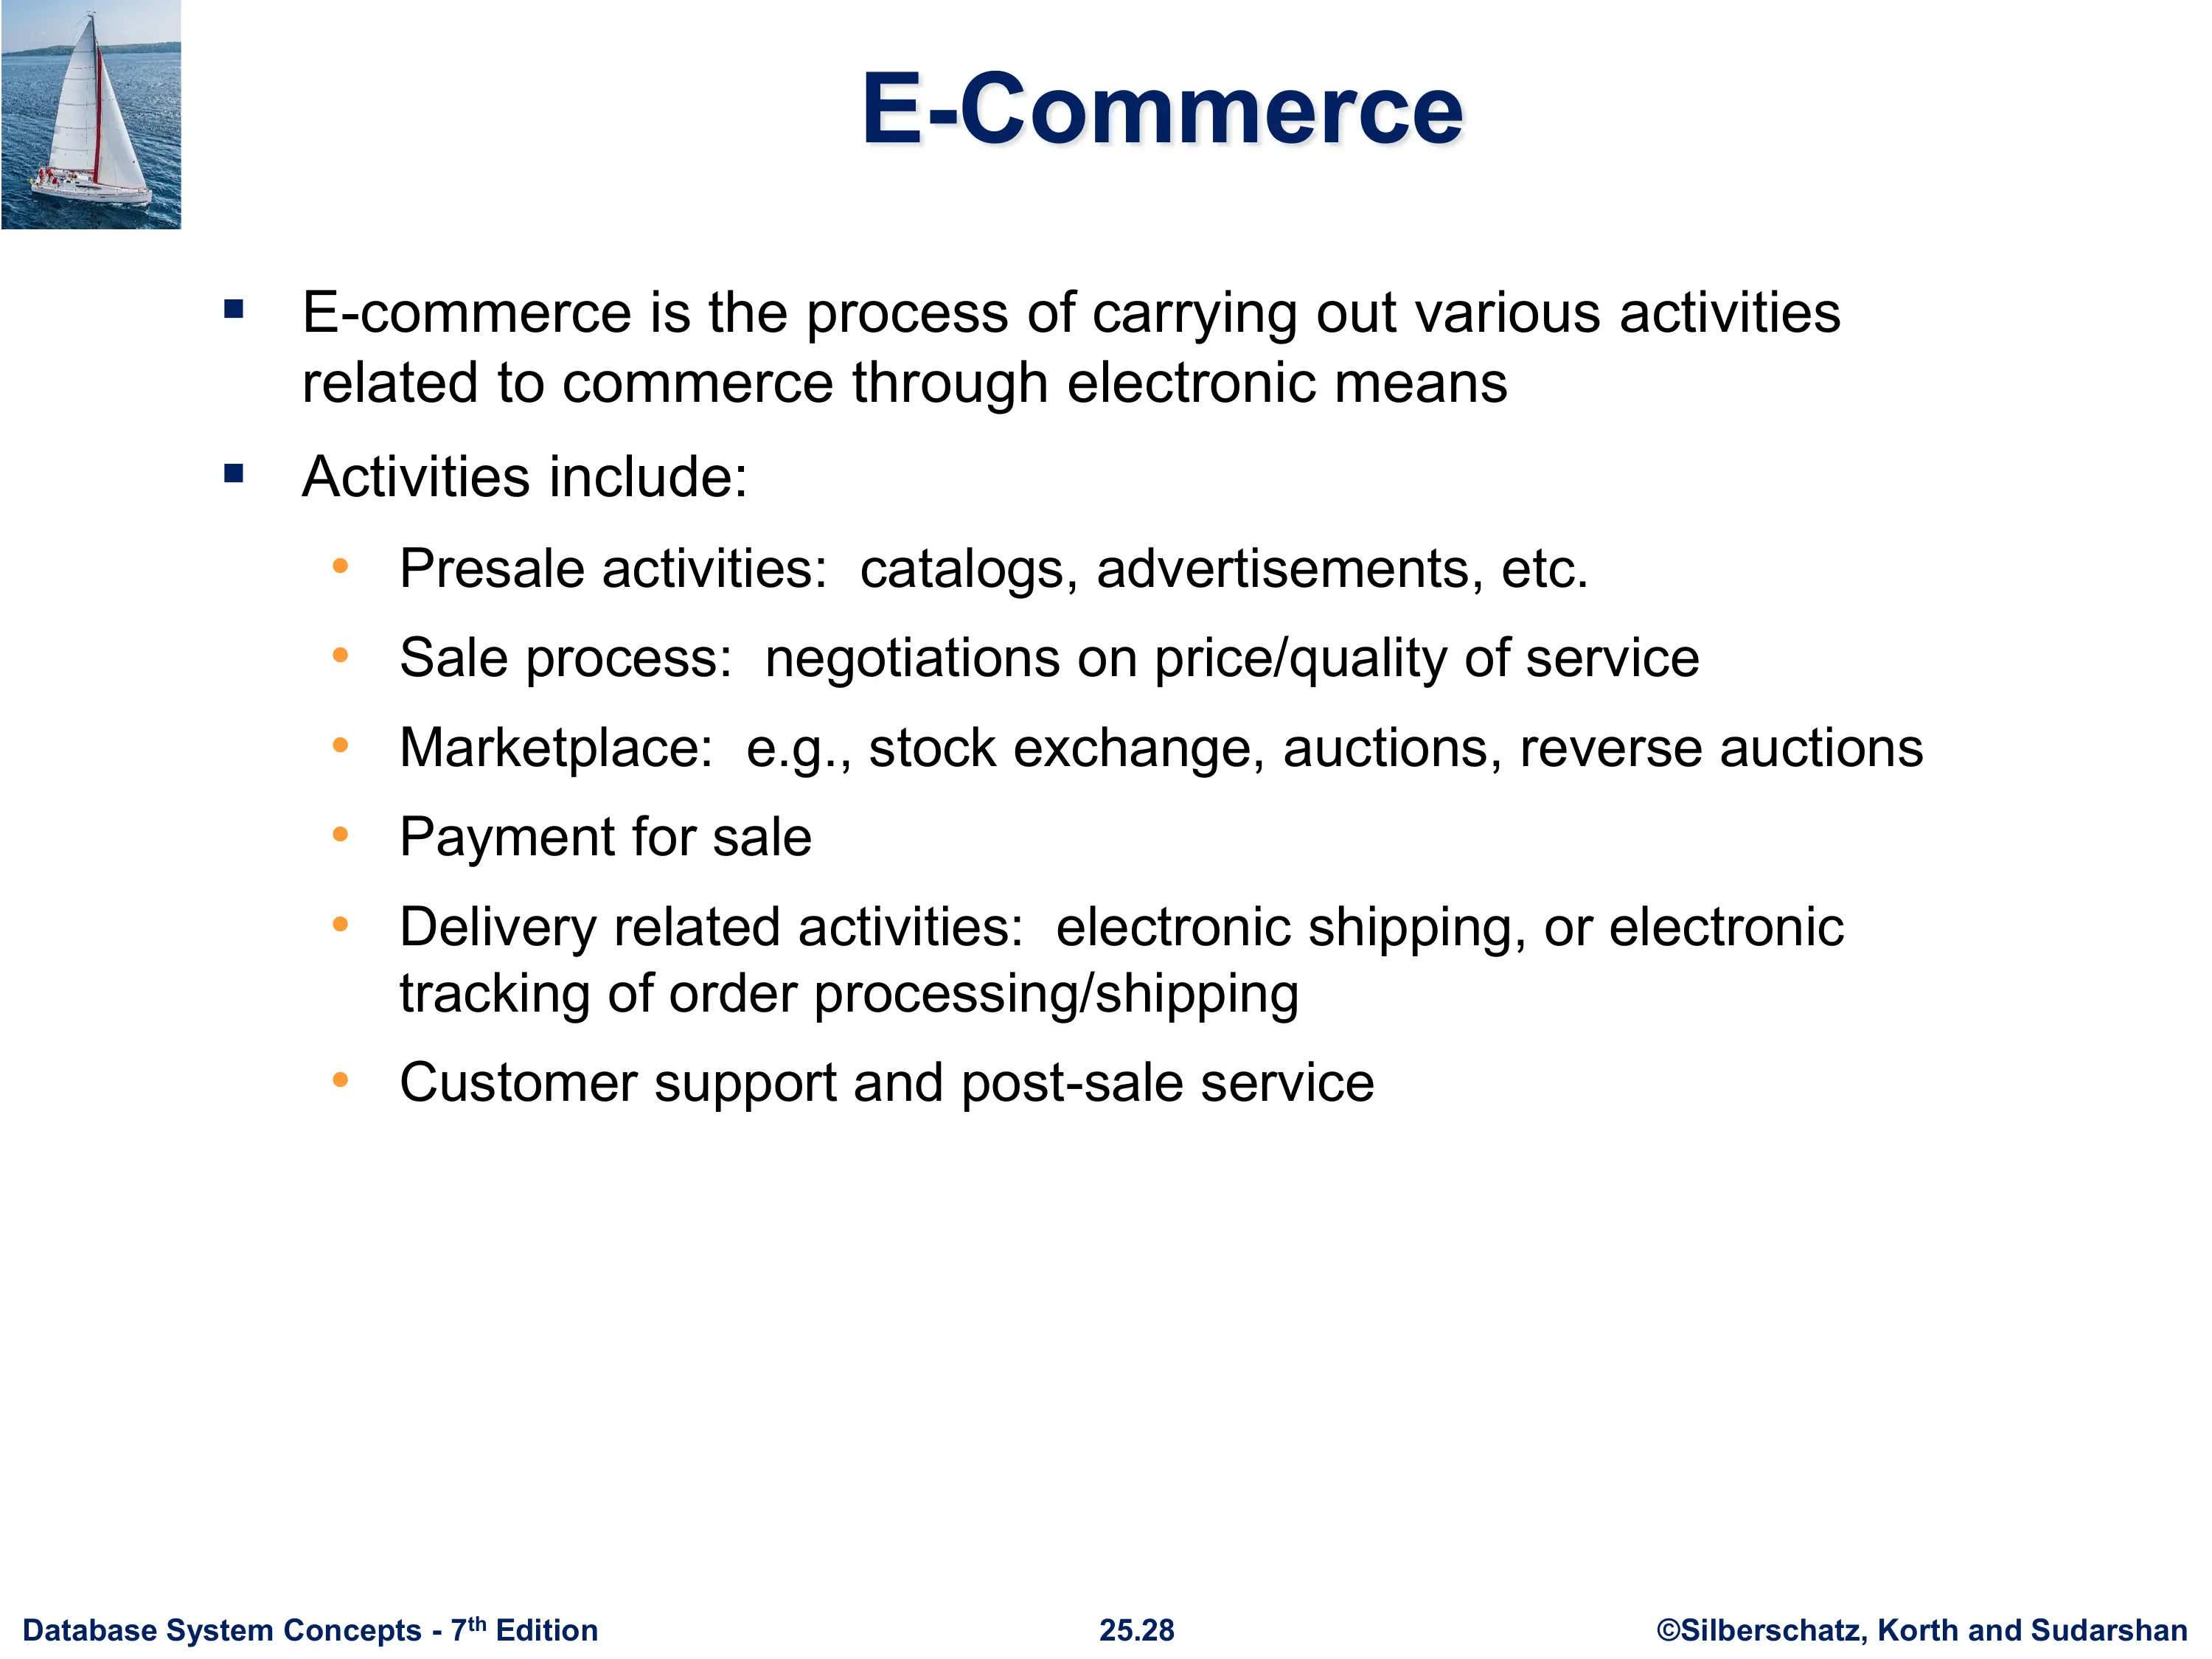 E-Commerce
▪ E-commerce is the process of carrying out various activities
related to commerce through electronic means
▪ Activities include:
• Presale activities:  catalogs, advertisements, etc.
• Sale process:  negotiations on price/quality of service
• Marketplace:  e.g., stock exchange, auctions, reverse auctions
• Payment for sale
• Delivery related activities:  electronic shipping, or electronic
tracking of order processing/shipping
• Customer support and post-sale service
Database System Concepts - 7th Edition
25.28
©Silberschatz, Korth and Sudarshan